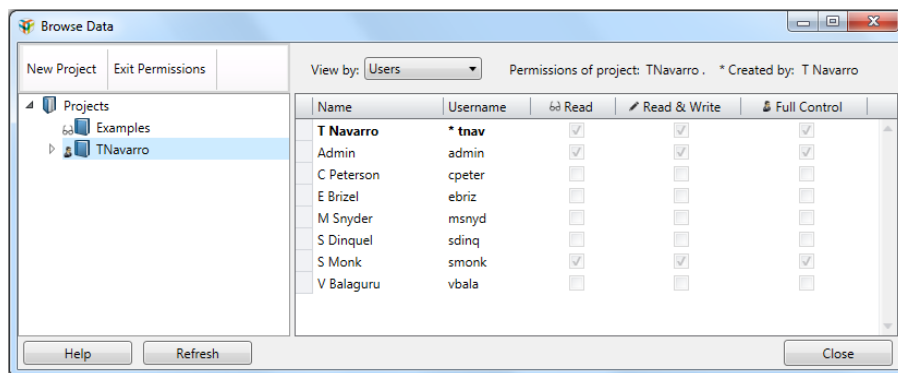 Browse Data
New Project Exit Permissions
View by: Users Permissions of project: TNavarro . * Created by: T Navarro
Projects
Examples
TNavarro
Name Username Read Read & Write Full Control
T Navarro * tnav
Admin admin
C Peterson cpeter
E Brizel ebriz
M Snyder msnyd
S Dinquel sdinq
S Monk smonk
V Balaguru vbala
Help Refresh Close